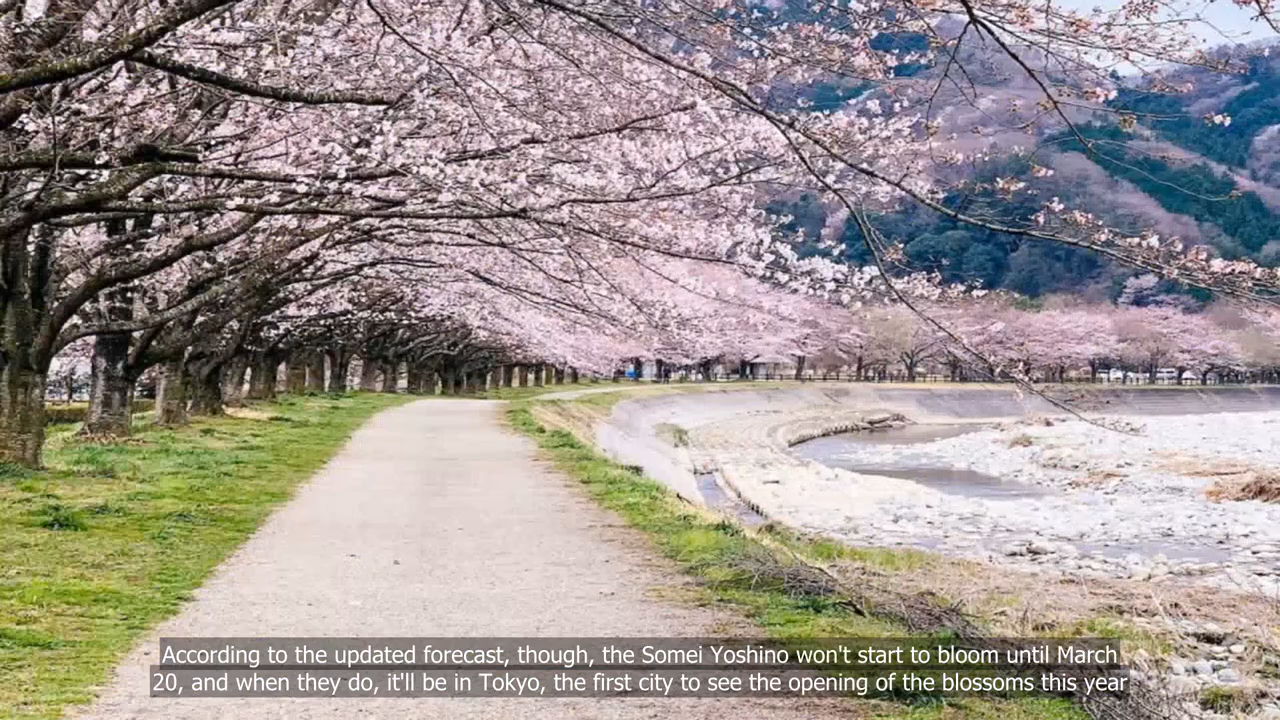 According to the updated forecast, though, the Somei Yoshino won't start to bloom until March
20, and when they do, it'll be in Tokyo, the first city to see the opening of the blossoms this year